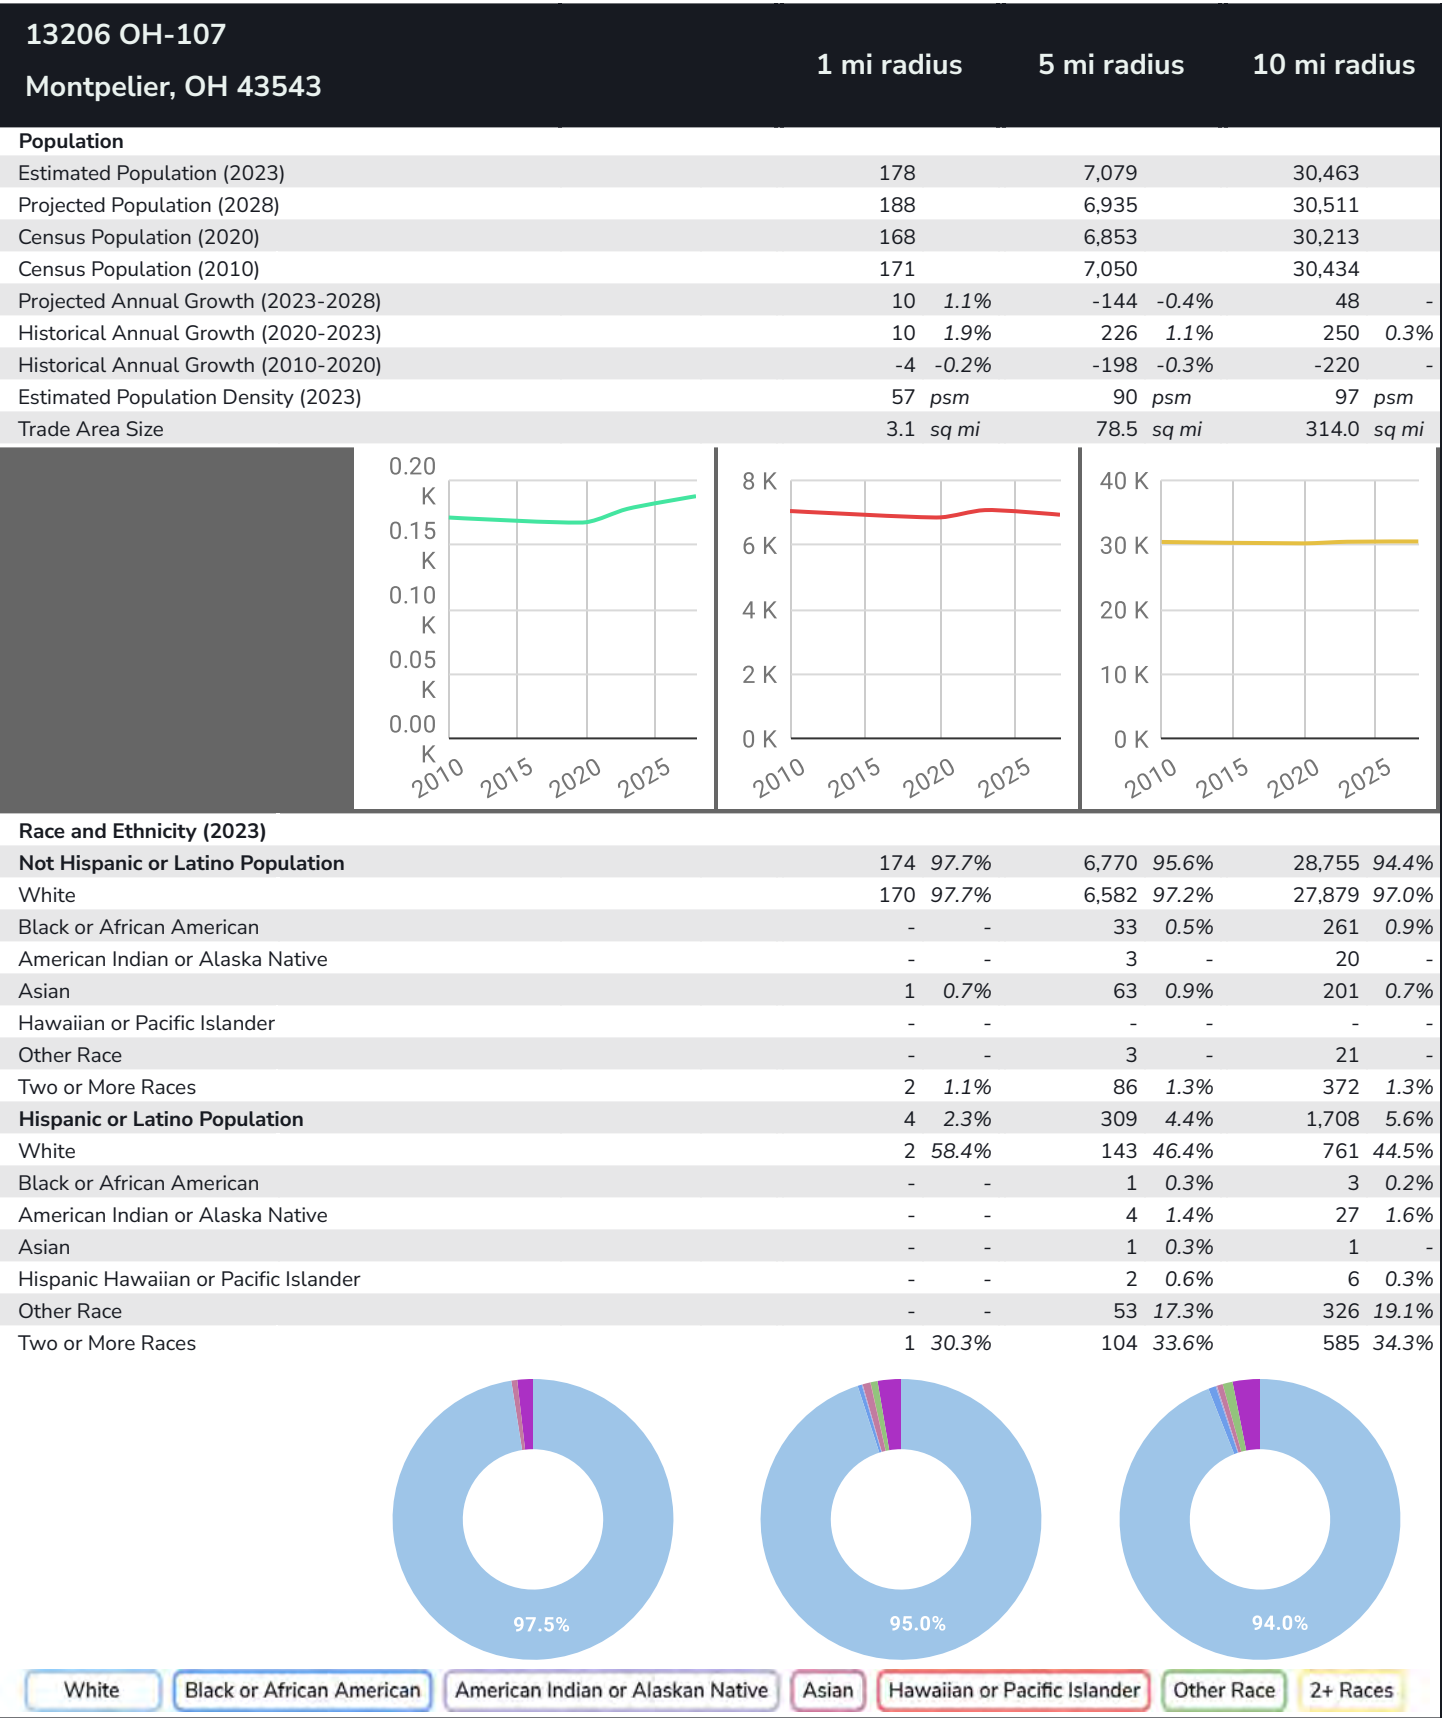 13206 OH-107
Montpelier, OH 43543
1 mi radius 5 mi radius 10 mi radius
Population
Estimated Population (2023) 178 7,079 30,463
Projected Population (2028) 188 6,935 30,511
Census Population (2020) 168 6,853 30,213
Census Population (2010) 171 7,050 30,434
Projected Annual Growth (2023-2028) 10 1.1% -144 -0.4% 48 -
Historical Annual Growth (2020-2023) 10 1.9% 226 1.1% 250 0.3%
Historical Annual Growth (2010-2020) -4 -0.2% -198 -0.3% -220 -
Estimated Population Density (2023) 57 psm 90 psm 97 psm
Trade Area Size 3.1 sq mi 78.5 sq mi 314.0 sq mi
0.20
K
0.15
K
0.10
K
0.05
K
0.00
K
2010 2015 2020 2025
8 K
6 K
4 K
2 K
0 K
2010 2015 2020 2025
40 K
30 K
20 K
10 K
0 K
2010 2015 2020 2025
Race and Ethnicity (2023)
Not Hispanic or Latino Population 174 97.7% 6,770 95.6% 28,755 94.4%
White 170 97.7% 6,582 97.2% 27,879 97.0%
Black or African American - - 33 0.5% 261 0.9%
American Indian or Alaska Native - - 3 - 20 -
Asian 1 0.7% 63 0.9% 201 0.7%
Hawaiian or Pacific Islander - - - - - -
Other Race - - 3 - 21 -
Two or More Races 2 1.1% 86 1.3% 372 1.3%
Hispanic or Latino Population 4 2.3% 309 4.4% 1,708 5.6%
White 2 58.4% 143 46.4% 761 44.5%
Black or African American - - 1 0.3% 3 0.2%
American Indian or Alaska Native - - 4 1.4% 27 1.6%
Asian - - 1 0.3% 1 -
Hispanic Hawaiian or Pacific Islander - - 2 0.6% 6 0.3%
Other Race - - 53 17.3% 326 19.1%
Two or More Races 1 30.3% 104 33.6% 585 34.3%
97.5% 95.0% 94.0%
White Black or African American American Indian or Alaskan Native Asian Hawaiian or Pacific Islander Other Race 2+ Races